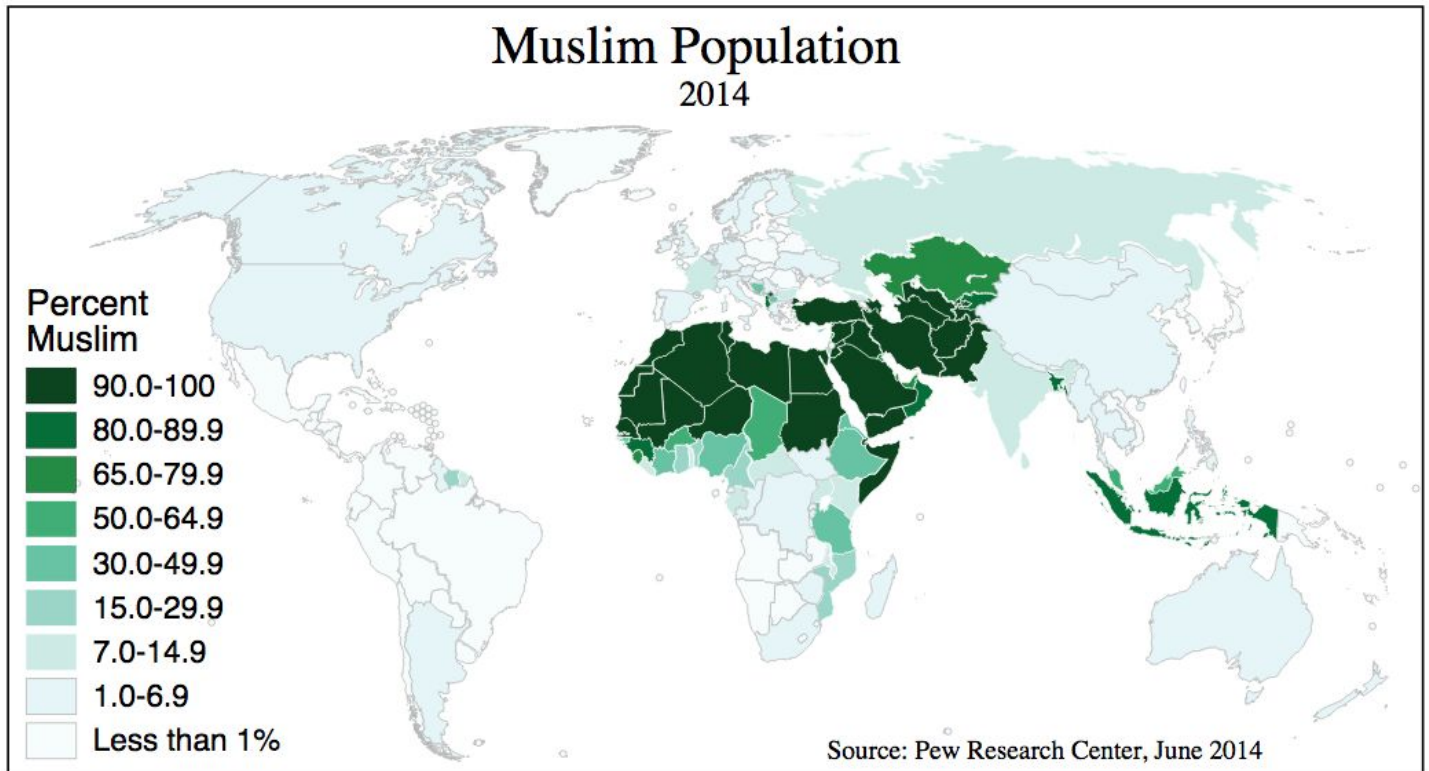 Muslim Population
2014
Percent
Muslim
90.0-100
80.0-89.9
65.0-79.9
50.0-64.9
30.0-49.9
15.0-29.9
7.0-14.9
1.0-6.9
Less than 1%
Source: Pew Research Center, June 2014